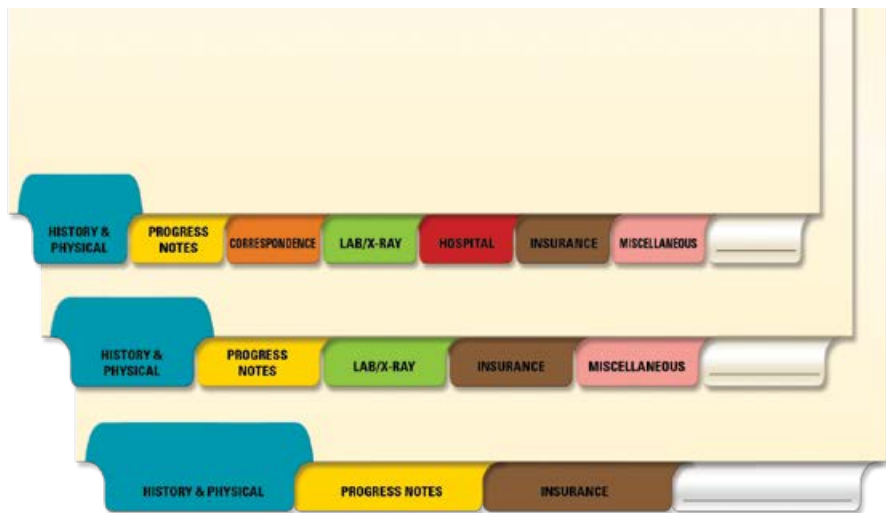 HISTORY &
PHYSICAL
PROGRESS
NOTES
CORRESPONDENCE
LAB/X-RAY
HOSPITAL
INSURANCE
MISCELLANEOUS
HISTORY &
PHYSICAL
PROGRESS
NOTES
LAB/X-RAY
INSURANCE
MISCELLANEOUS
HISTORY & PHYSICAL
PROGRESS NOTES
INSURANCE